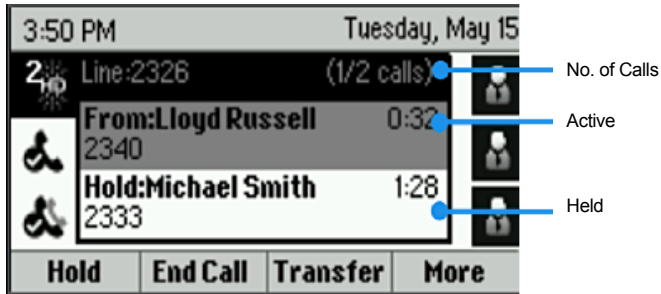 3:50 PM Tuesday, May 15
2 HD Line:2326 (1/2 calls) No. of Calls
From:Lloyd Russell 0:32 Active
2340
Hold:Michael Smith 1:28 Held
2333
Hold End Call Transfer More